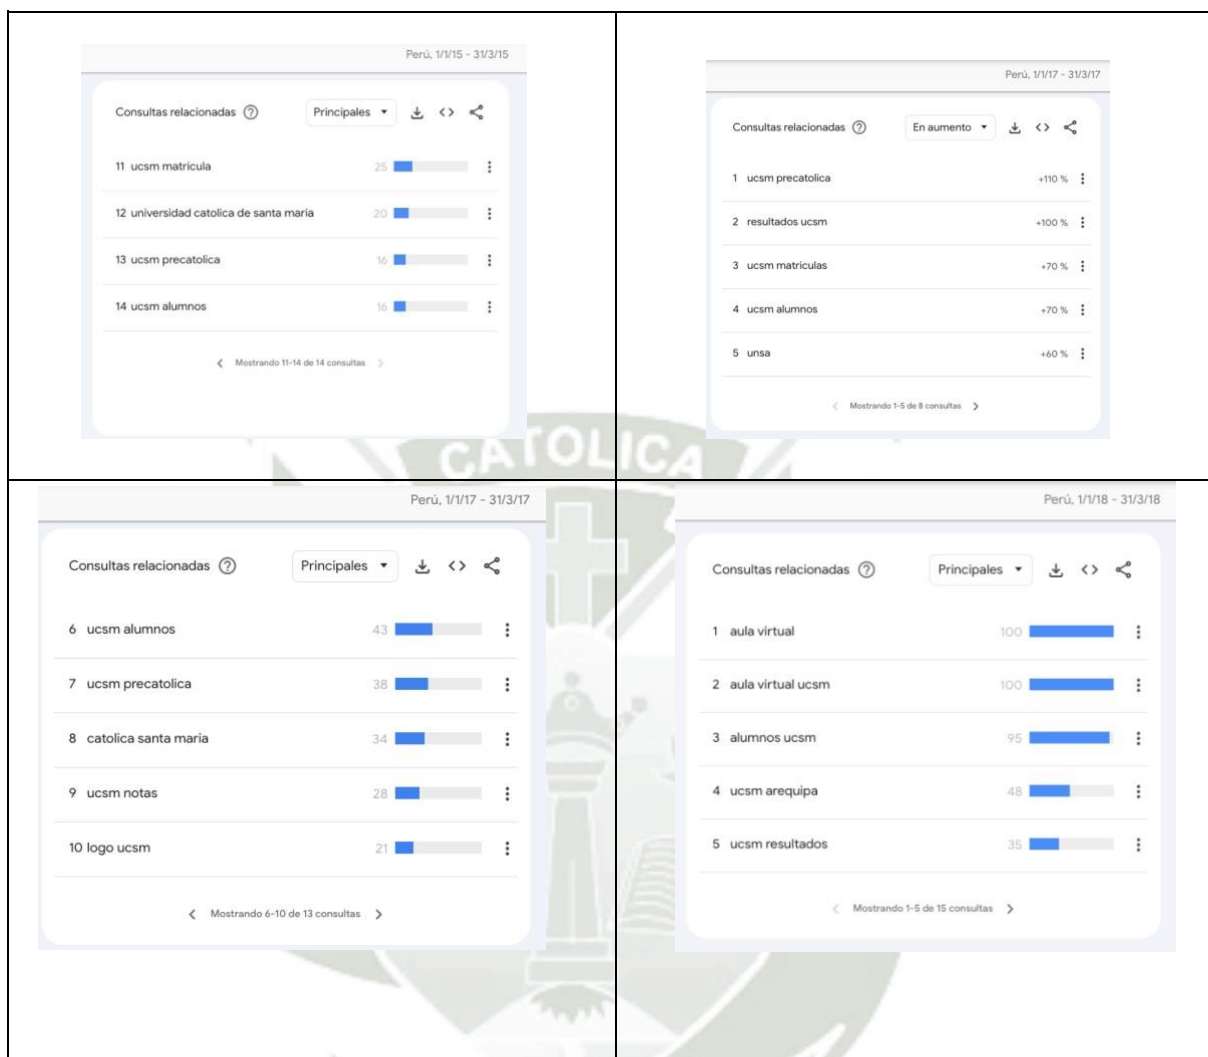 Perú, 1/1/15 - 31/3/15
Consultas relacionadas
Principales
11 ucsm matricula 25
12 universidad catolica de santa maria 20
13 ucsm precatolica 16
14 ucsm alumnos 16
Mostrando 11-14 de 14 consultas
Perú, 1/1/17 - 31/3/17
Consultas relacionadas
En aumento
1 ucsm precatolica +110 %
2 resultados ucsm +100 %
3 ucsm matriculas +70 %
4 ucsm alumnos +70 %
5 unsa +60 %
Mostrando 1-5 de 8 consultas
CATOLICA
Perú, 1/1/17 - 31/3/17
Consultas relacionadas
Principales
6 ucsm alumnos 43
7 ucsm precatolica 38
8 catolica santa maria 34
9 ucsm notas 28
10 logo ucsm 21
Mostrando 6-10 de 13 consultas
Perú, 1/1/18 - 31/3/18
Consultas relacionadas
Principales
1 aula virtual 100
2 aula virtual ucsm 100
3 alumnos ucsm 95
4 ucsm arequipa 48
5 ucsm resultados 35
Mostrando 1-5 de 15 consultas